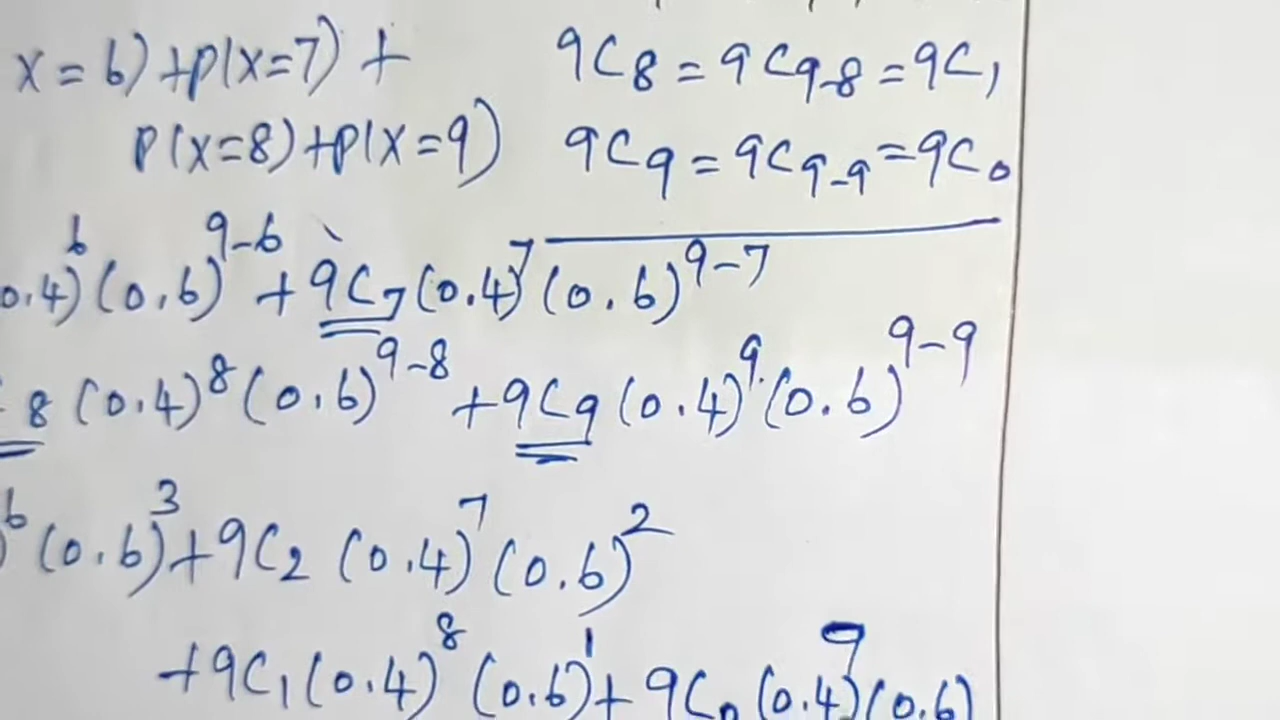 x=6)+p(x=7)+
p(x=8)+p(x=9)
9C₈=9C₉₋₈=9C₁
9C₉=9C₉₋₉=9C₀
0.4)⁶(0.6)⁹⁻⁶+9C₇(0.4)⁷(0.6)⁹⁻⁷
₈(0.4)⁸(0.6)⁹⁻⁸+9C₉(0.4)⁹(0.6)⁹⁻⁹
)⁶(0.6)³+9C₂(0.4)⁷(0.6)²
+9C₁(0.4)⁸(0.6)¹+9C₀(0.4)⁹(0.6)